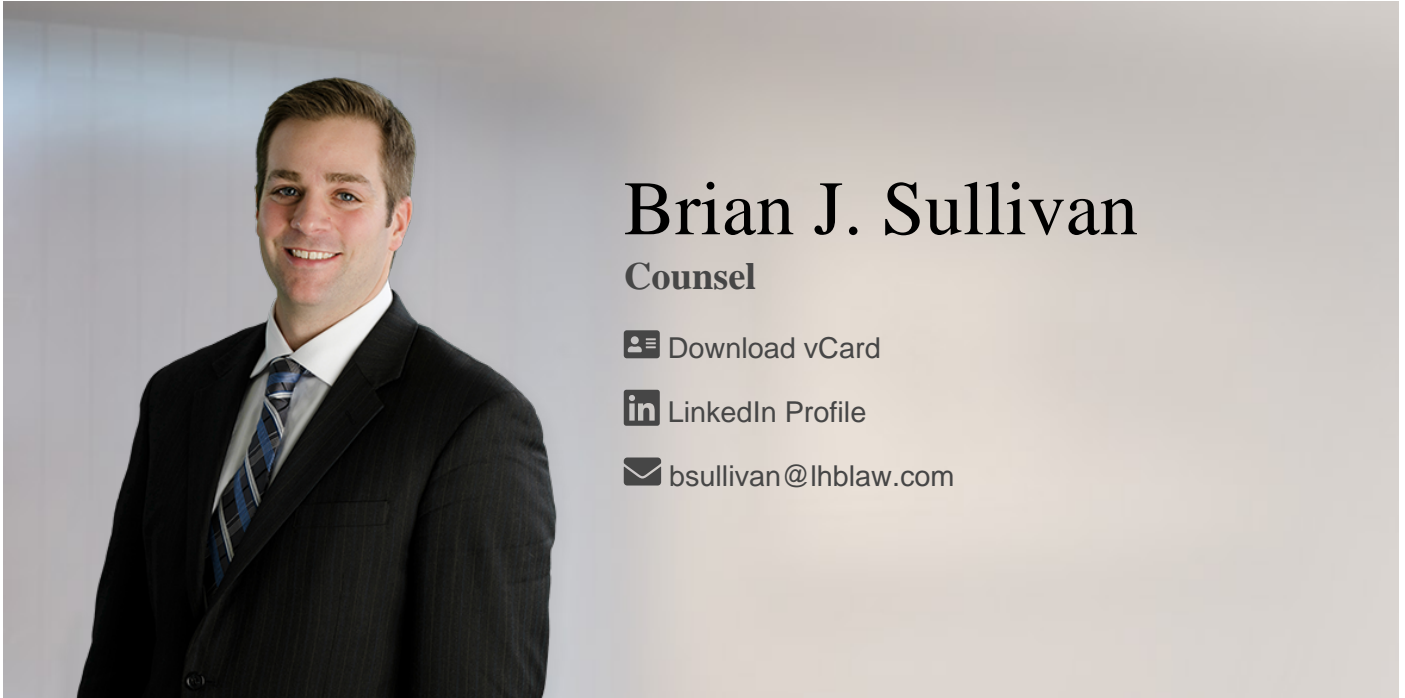 Brian J. Sullivan
Counsel
Download vCard
LinkedIn Profile
bsullivan@lhblaw.com